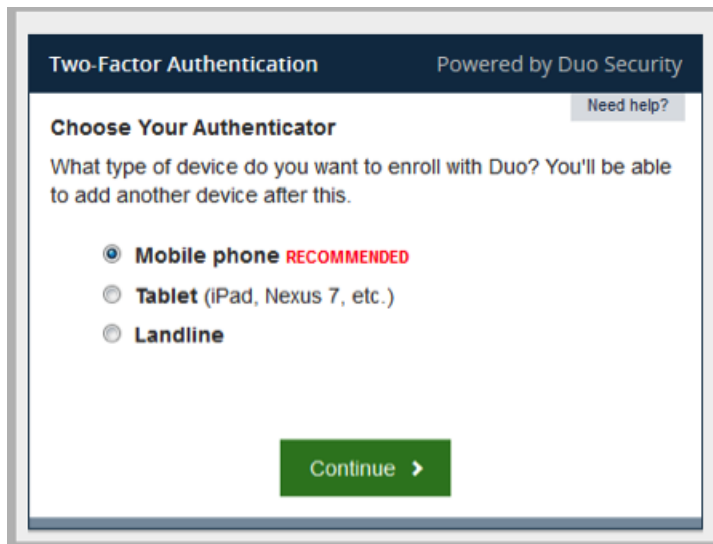 Two-Factor Authentication
Powered by Duo Security
Need help?
Choose Your Authenticator
What type of device do you want to enroll with Duo? You'll be able
to add another device after this.
Mobile phone RECOMMENDED
Tablet (iPad, Nexus 7, etc.)
Landline
Continue